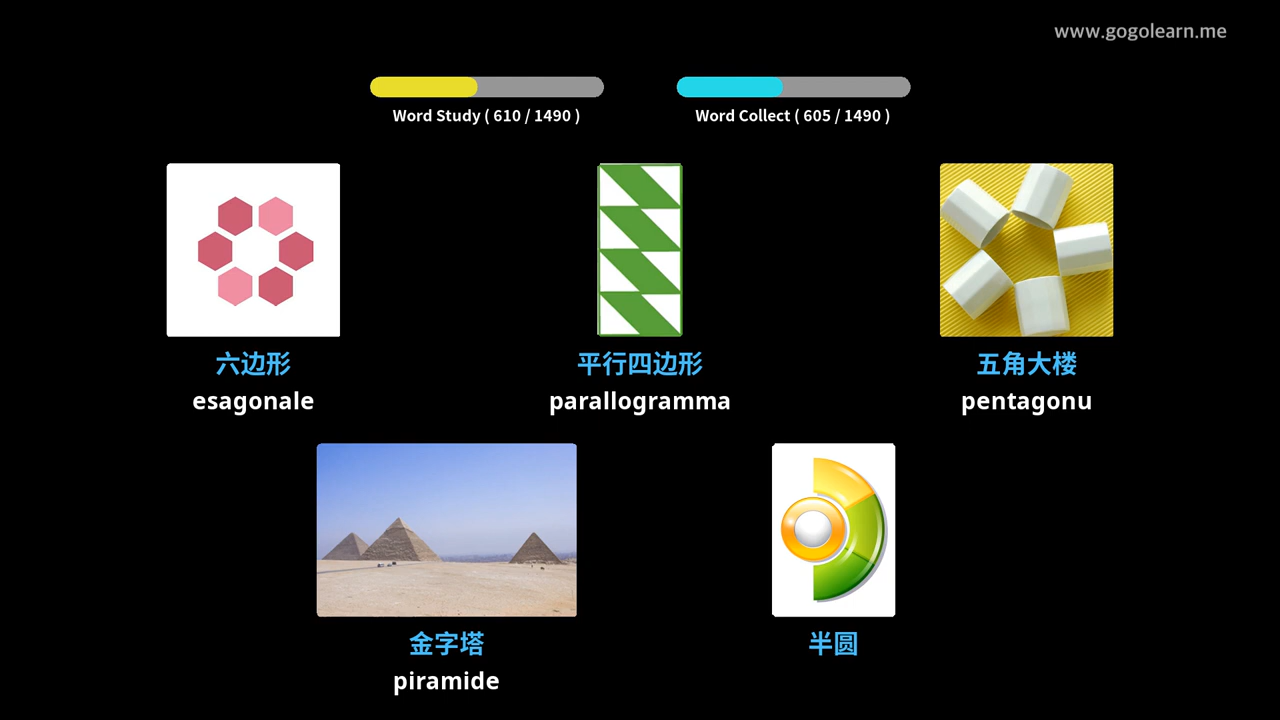 www.gogolearn.me
Word Study ( 610 / 1490 )
Word Collect ( 605 / 1490 )
六边形
esagonale
平行四边形
parallogramma
五角大楼
pentagonu
金字塔
piramide
半圆